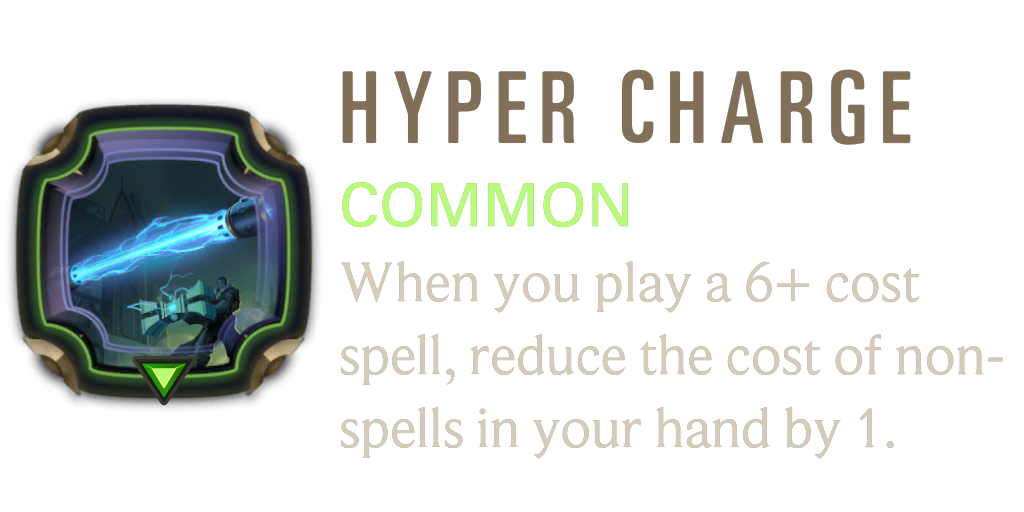 HYPER CHARGE
COMMON
When you play a 6+ cost
spell, reduce the cost of non-
spells in your hand by 1.